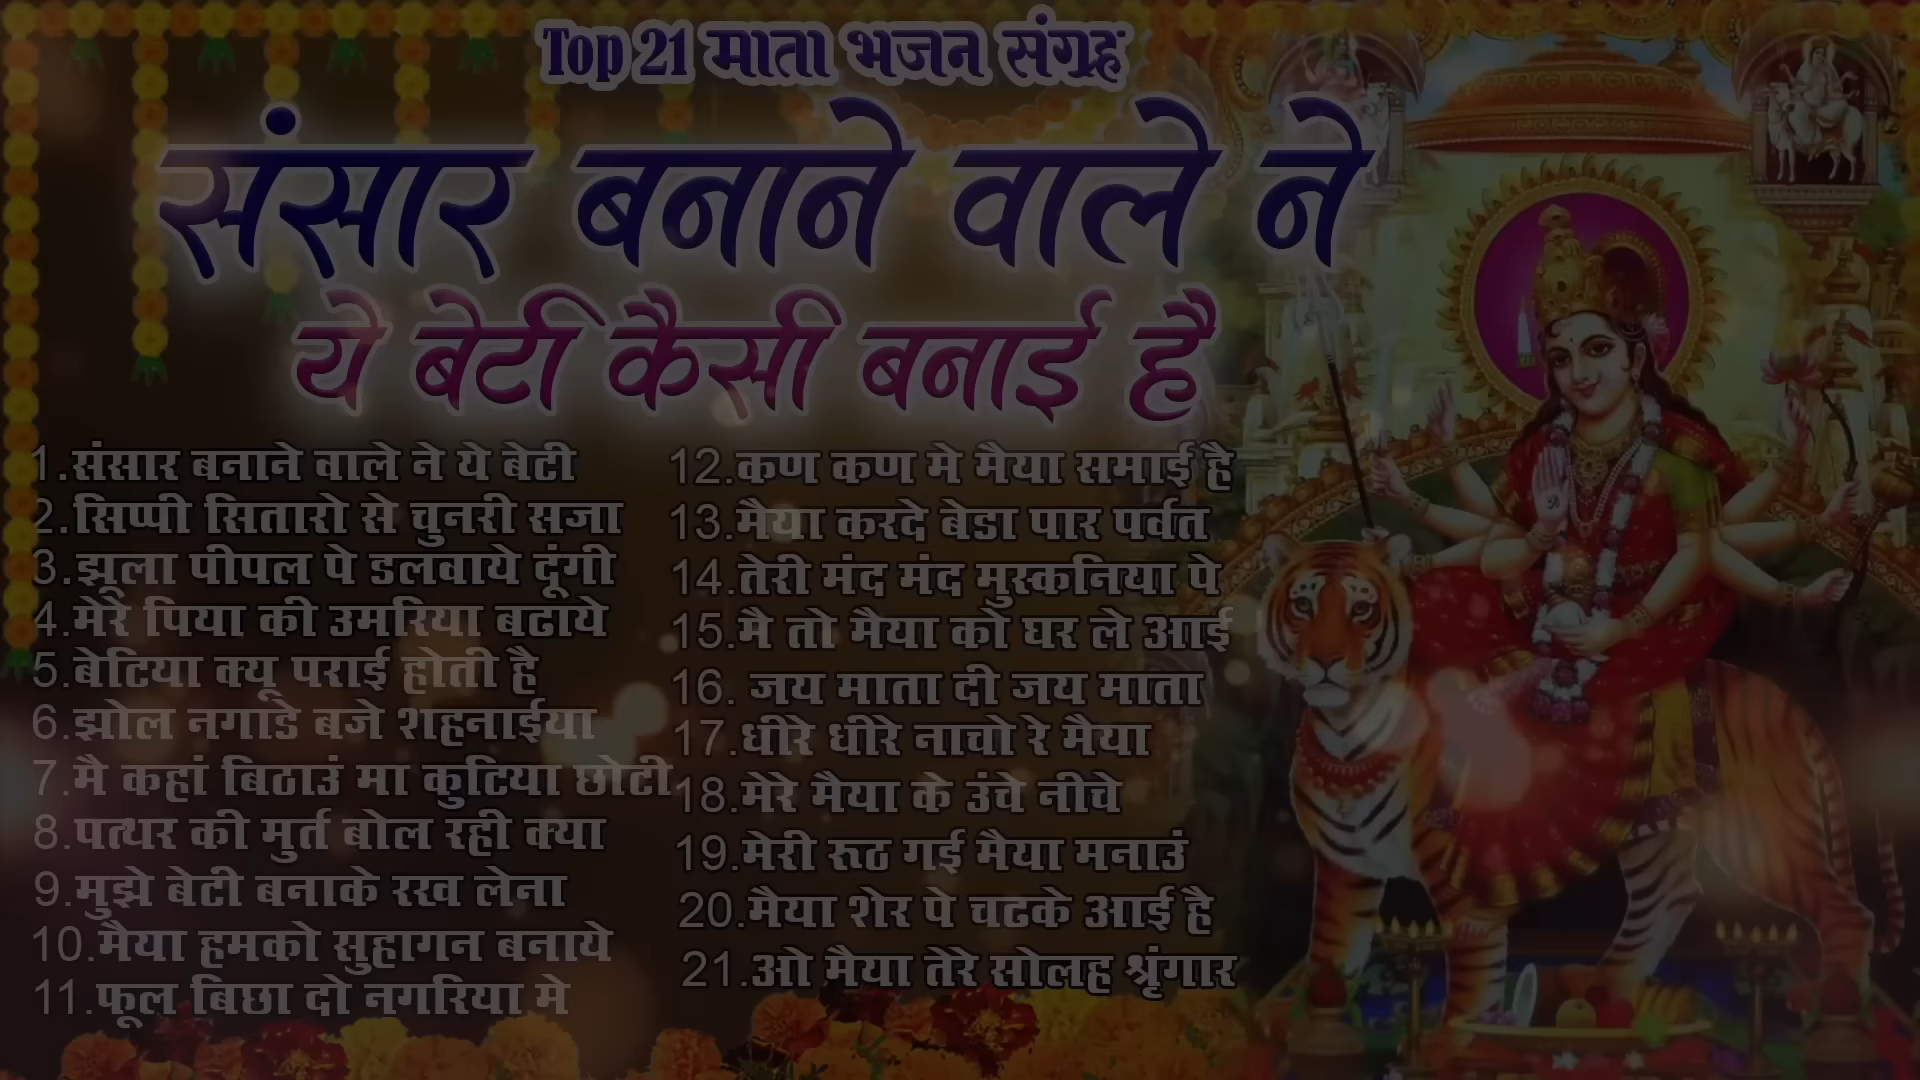 Top 21 माता भजन संग्रह
संसार बनाने वाले ने
ये बेटी कैसी बनाई है
1.संसार बनाने वाले ने ये बेटी
2.सिप्पी सितारो से चुनरी सजा
3.झूला पीपल पे डलवाये दूंगी
4.मेरे पिया की उमरिया बढाये
5.बेटिया क्यू पराई होती है
6.झोल नगाडे बजे शहनाईया
7.मै कहां बिठाउं मा कुटिया छोटी
8.पत्थर की मुर्त बोल रही क्या
9.मुझे बेटी बनाके रख लेना
10.मैया हमको सुहागन बनाये
11.फूल बिछा दो नगरिया मे
12.कण कण मे मैया समाई है
13.मैया करदे बेडा पार पर्वत
14.तेरी मंद मंद मुस्कनिया पे
15.मै तो मैया को घर ले आई
16. जय माता दी जय माता
17.धीरे धीरे नाचो रे मैया
18.मेरे मैया के उंचे नीचे
19.मेरी रूठ गई मैया मनाउं
20.मैया शेर पे चढके आई है
21.ओ मैया तेरे सोलह श्रृंगार